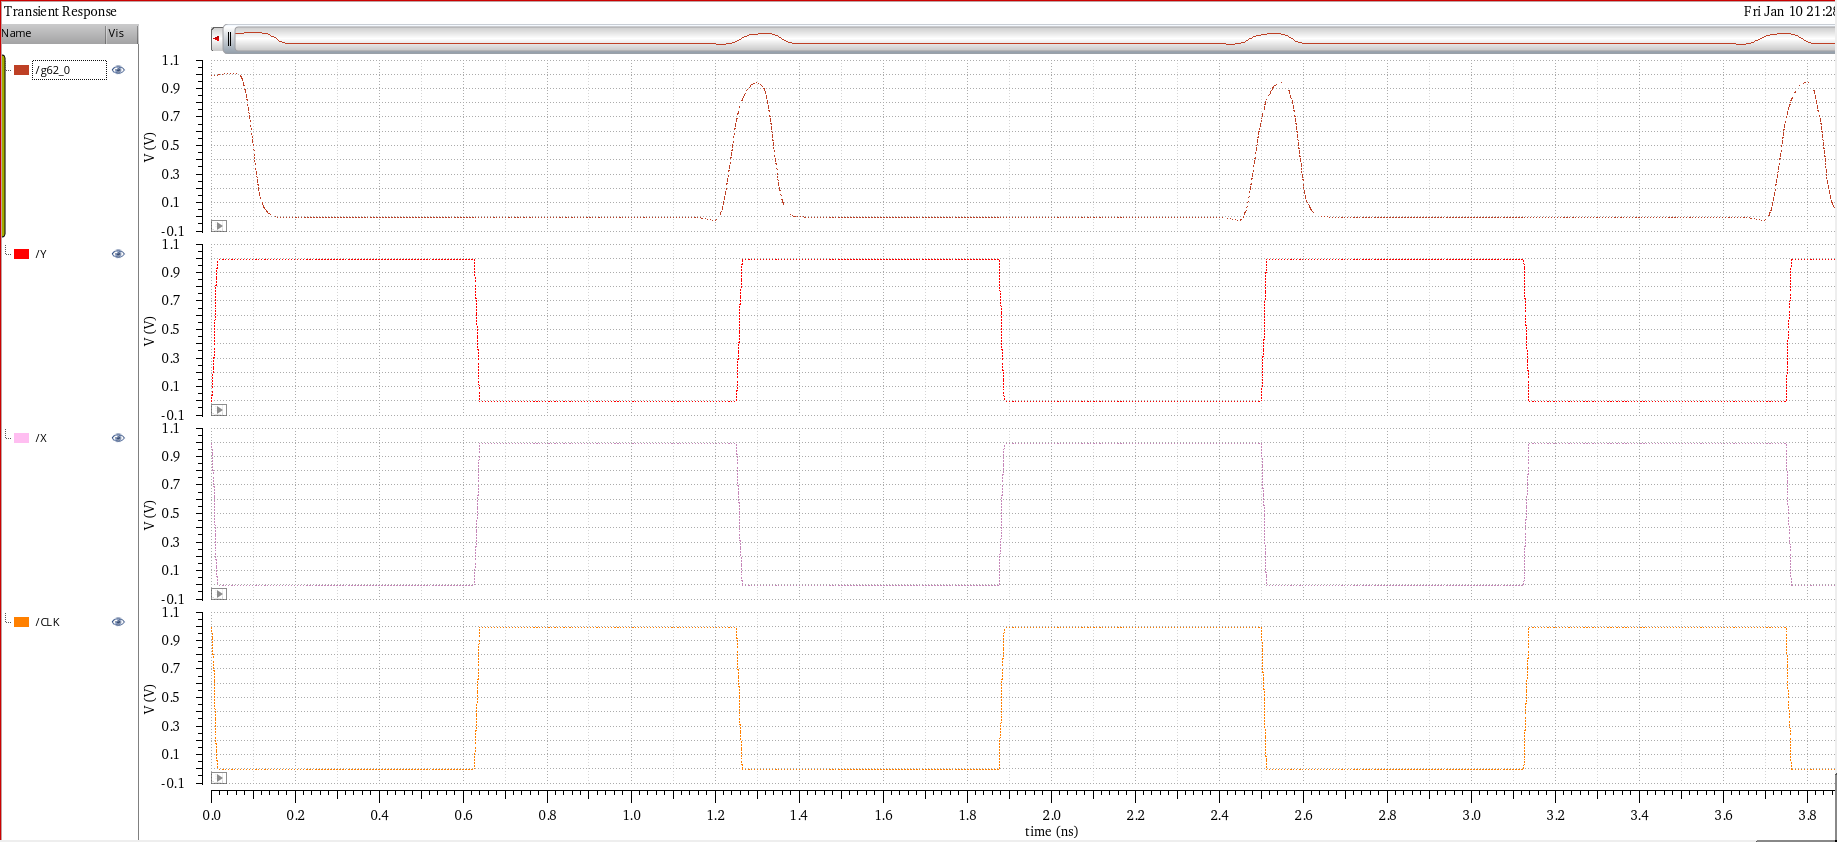 Transient Response
Fri Jan 10 21:28
Name Vis
/g62_0
1.1
0.9
0.7
0.5
0.3
0.1
-0.1
V (V)
/Y
1.1
0.9
0.7
0.5
0.3
0.1
-0.1
V (V)
/X
1.1
0.9
0.7
0.5
0.3
0.1
-0.1
V (V)
/CLK
1.1
0.9
0.7
0.5
0.3
0.1
-0.1
V (V)
0.0 0.2 0.4 0.6 0.8 1.0 1.2 1.4 1.6 1.8 2.0 2.2 2.4 2.6 2.8 3.0 3.2 3.4 3.6 3.8
time (ns)